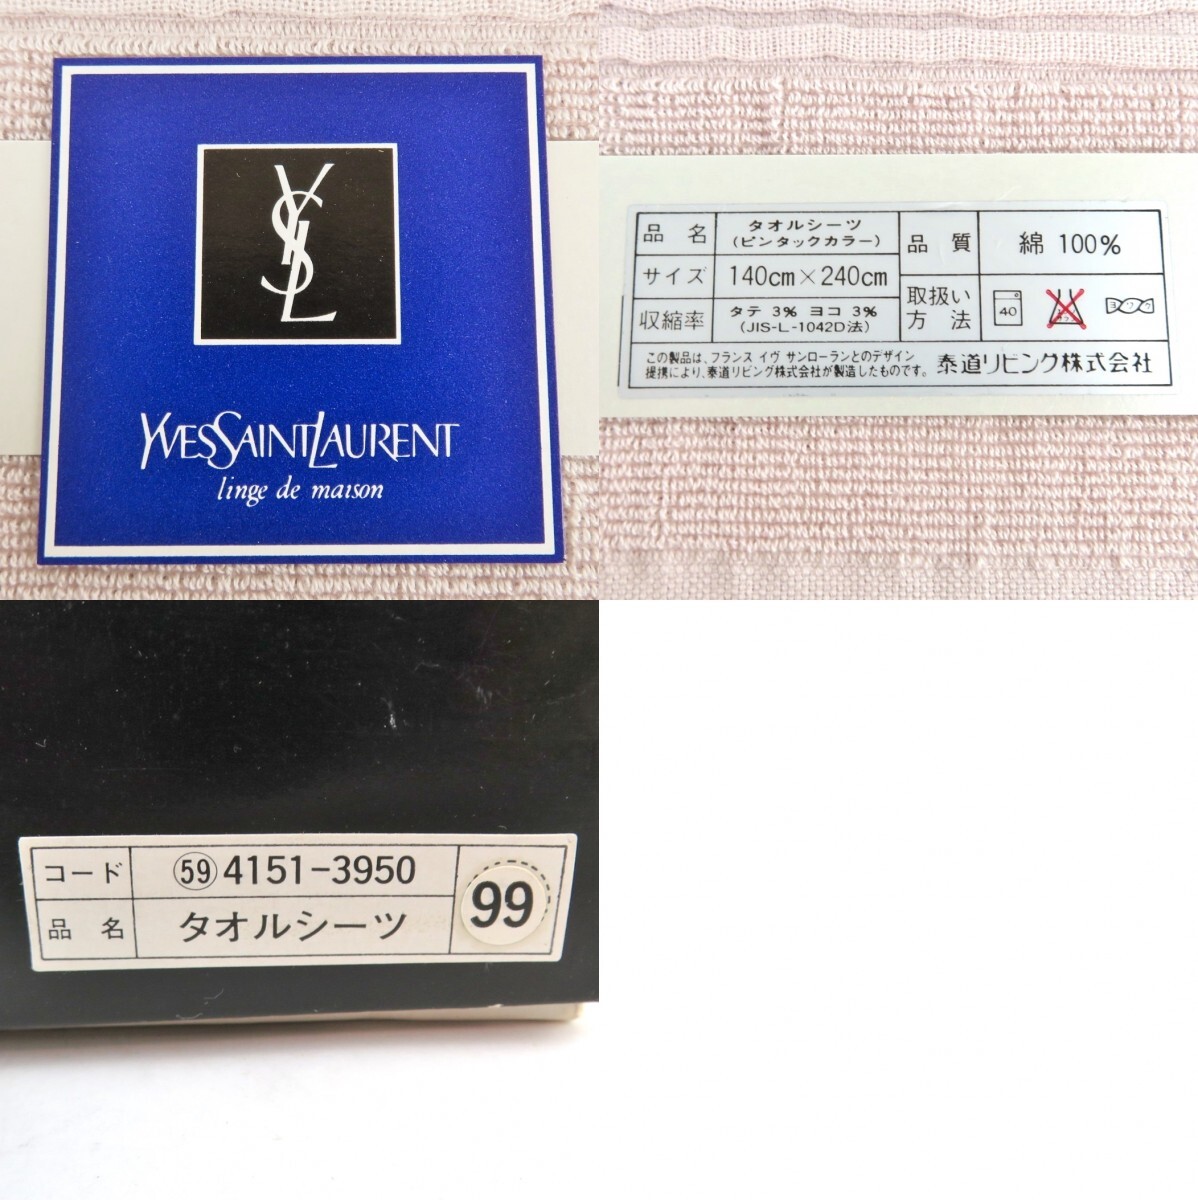 YSL
YVESSAINTLAURENT
linge de maison
品名 タオルシーツ
(ピンタックカラー)
品質 綿 100%
サイズ 140cm×240cm
取扱い方法 40 ヨワク
収縮率 タテ 3% ヨコ 3%
(JIS-L-1042D法)
この製品は、フランス イヴ サンローランとのデザイン
提携により、泰道リビング株式会社が製造したものです。
泰道リビング株式会社
コード 59 4151-3950
品名 タオルシーツ
99